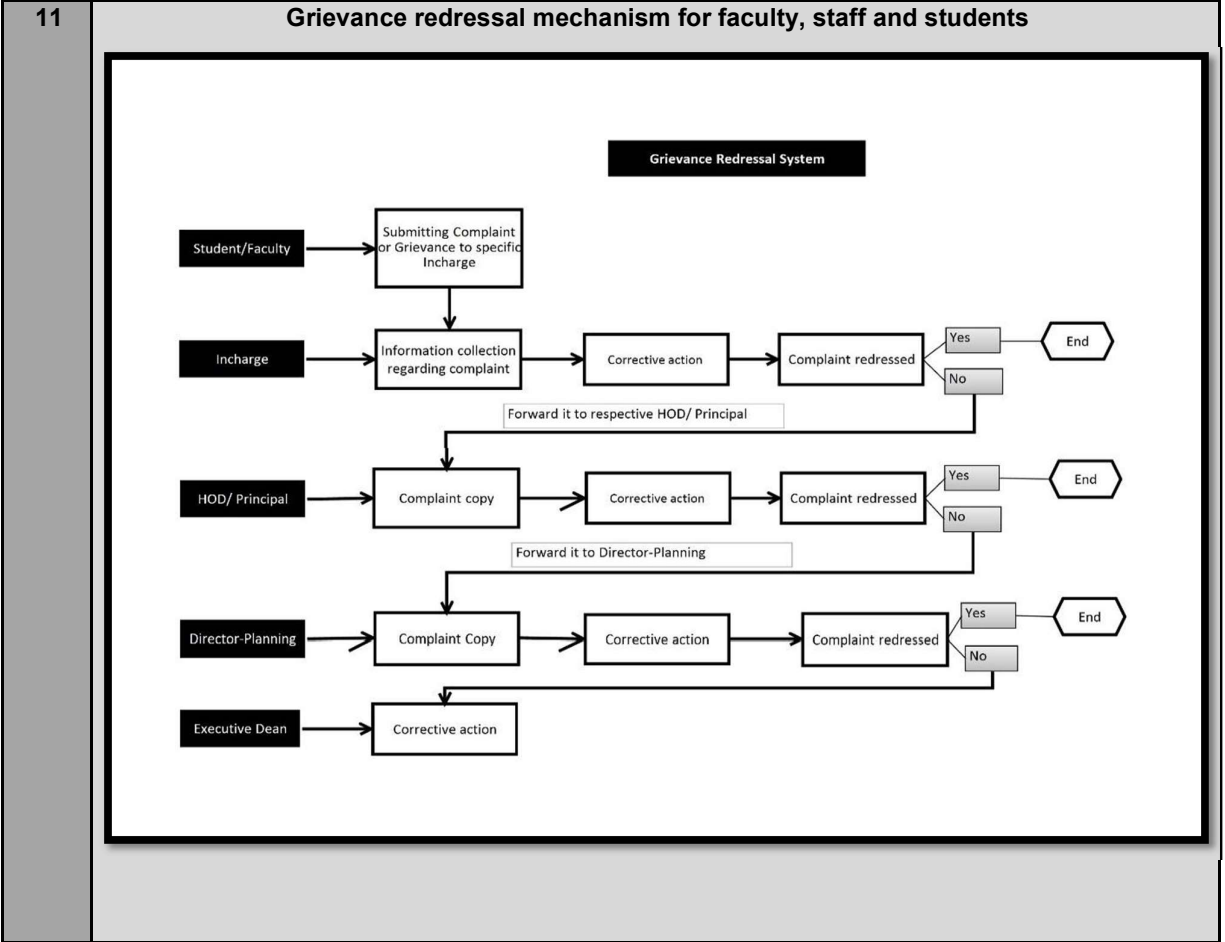 11
Grievance redressal mechanism for faculty, staff and students
Grievance Redressal System
Student/Faculty
Submitting Complaint
or Grievance to specific
Incharge
Incharge
Information collection
regarding complaint
Corrective action
Complaint redressed
Yes
No
End
Forward it to respective HOD/ Principal
HOD/ Principal
Complaint copy
Corrective action
Complaint redressed
Yes
No
End
Forward it to Director-Planning
Director-Planning
Complaint Copy
Corrective action
Complaint redressed
Yes
No
End
Executive Dean
Corrective action